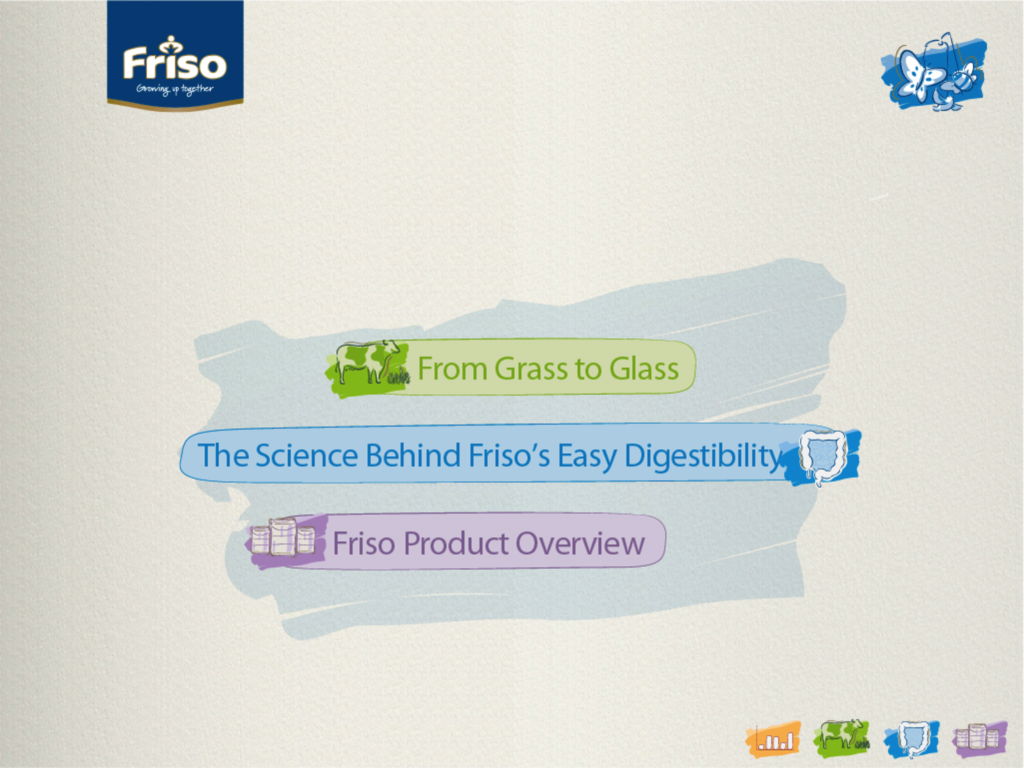 Friso
Growing up together
From Grass to Glass
The Science Behind Friso's Easy Digestibility
Friso Product Overview